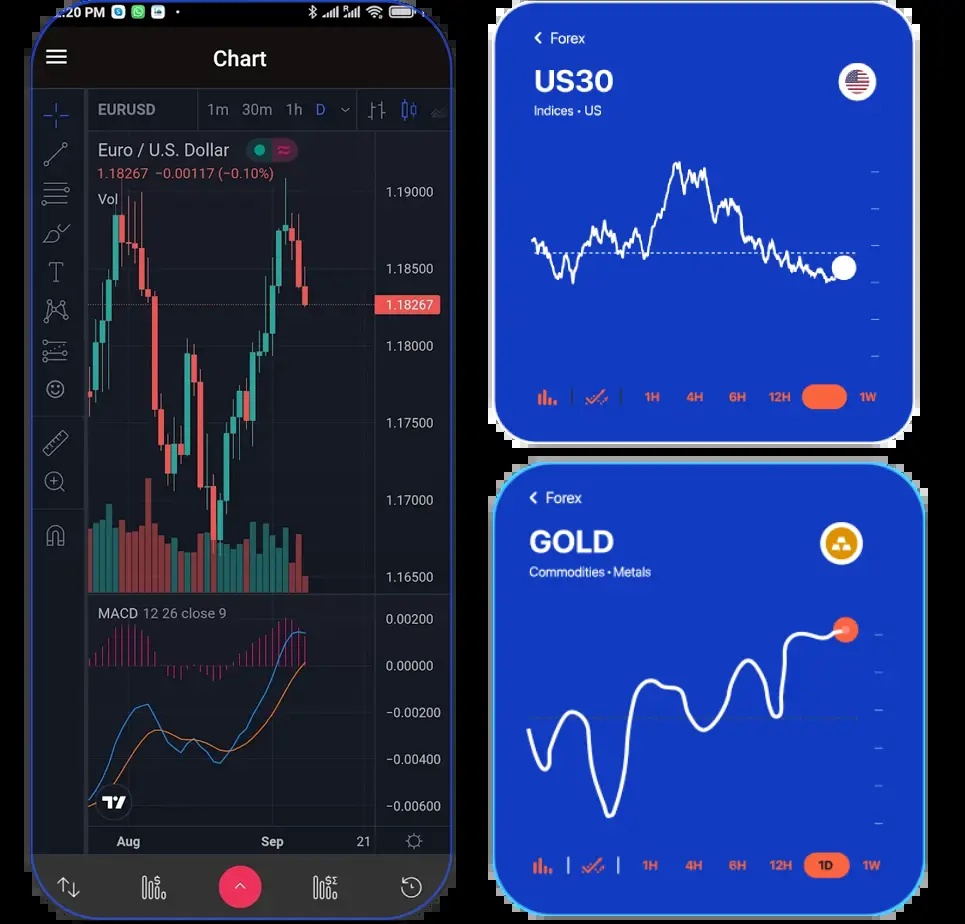 :20 PM
Chart
EURUSD 1m 30m 1h D
Euro / U.S. Dollar
1.18267 −0.00117 (−0.10%)
Vol
1.19000
1.18500
1.18267
1.18000
1.17500
1.17000
1.16500
MACD 12 26 close 9
0.00200
0.00000
−0.00200
−0.00400
−0.00600
Aug Sep 21
Forex
US30
Indices • US
1H 4H 6H 12H 1W
Forex
GOLD
Commodities • Metals
1H 4H 6H 12H 1D 1W